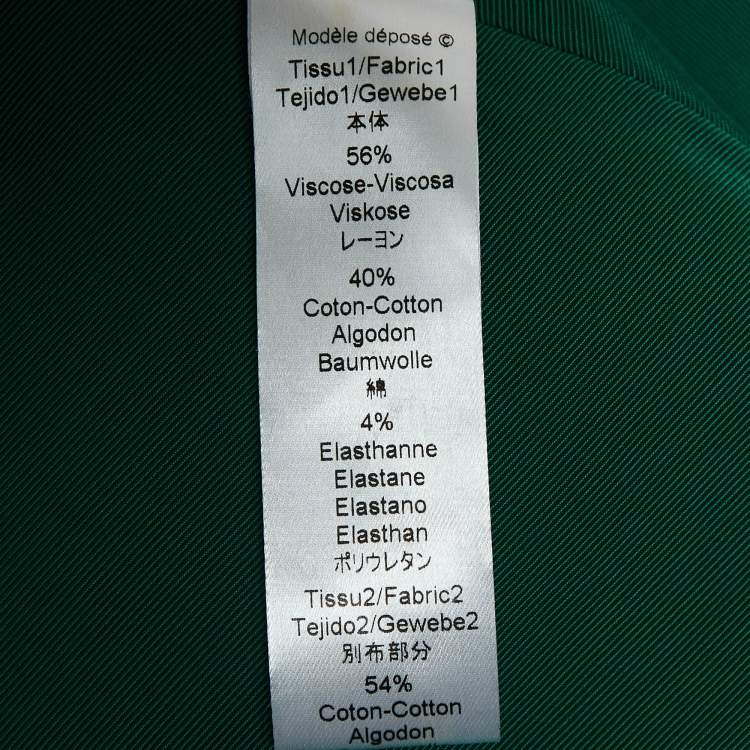 Modèle déposé ©
Tissu1/Fabric1
Tejido1/Gewebe1
本体
56%
Viscose-Viscosa
Viskose
レーヨン
40%
Coton-Cotton
Algodon
Baumwolle
綿
4%
Elasthanne
Elastane
Elastano
Elasthan
ポリウレタン
Tissu2/Fabric2
Tejido2/Gewebe2
別布部分
54%
Coton-Cotton
Algodon